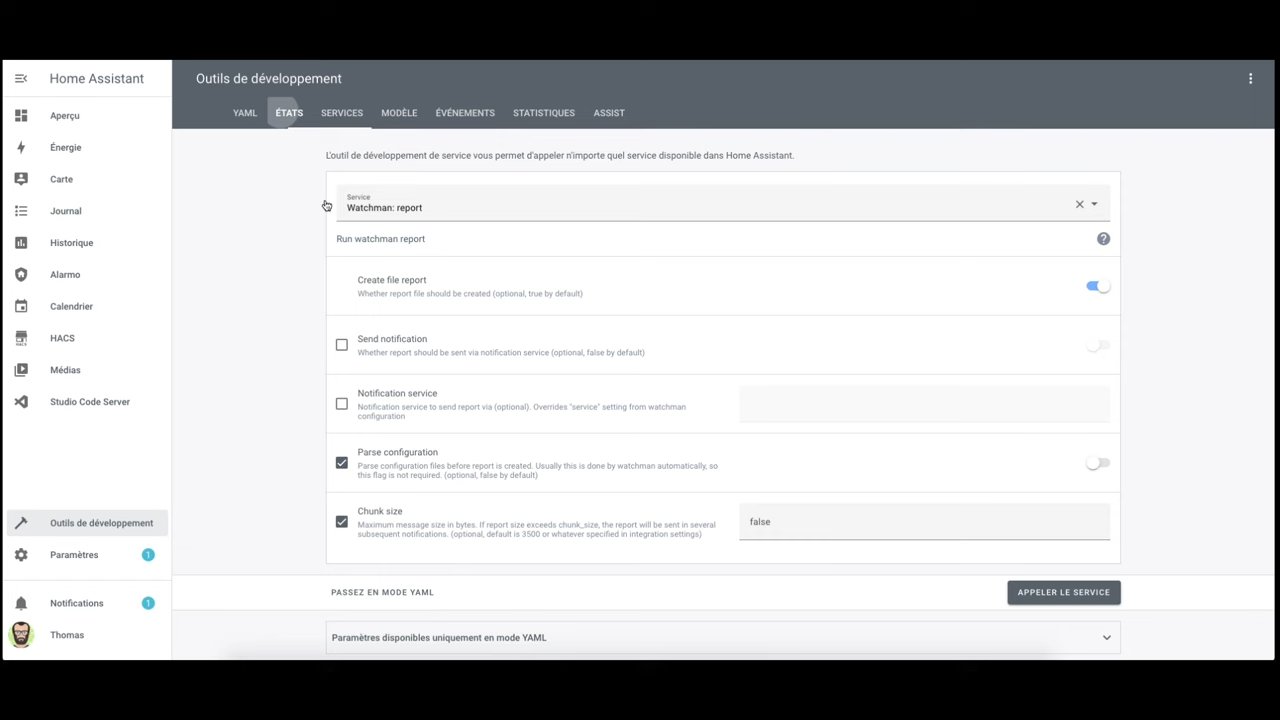 Home Assistant
Aperçu
Énergie
Carte
Journal
Historique
Alarmo
Calendrier
HACS
HACS
Médias
Studio Code Server
Outils de développement
Paramètres 1
Notifications 1
Thomas
Outils de développement
YAML ÉTATS SERVICES MODÈLE ÉVÉNEMENTS STATISTIQUES ASSIST
L'outil de développement de service vous permet d'appeler n'importe quel service disponible dans Home Assistant.
Service
Watchman: report
Run watchman report
Create file report
Whether report file should be created (optional, true by default)
Send notification
Whether report should be sent via notification service (optional, false by default)
Notification service
Notification service to send report via (optional). Overrides "service" setting from watchman
configuration
Parse configuration
Parse configuration files before report is created. Usually this is done by watchman automatically, so
this flag is not required. (optional, false by default)
Chunk size
Maximum message size in bytes. If report size exceeds chunk_size, the report will be sent in several
subsequent notifications. (optional, default is 3500 or whatever specified in integration settings)
false
PASSEZ EN MODE YAML
APPELER LE SERVICE
Paramètres disponibles uniquement en mode YAML